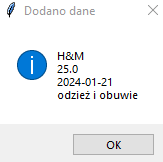 Dodano dane
H&M
25.0
2024-01-21
odzież i obuwie
OK